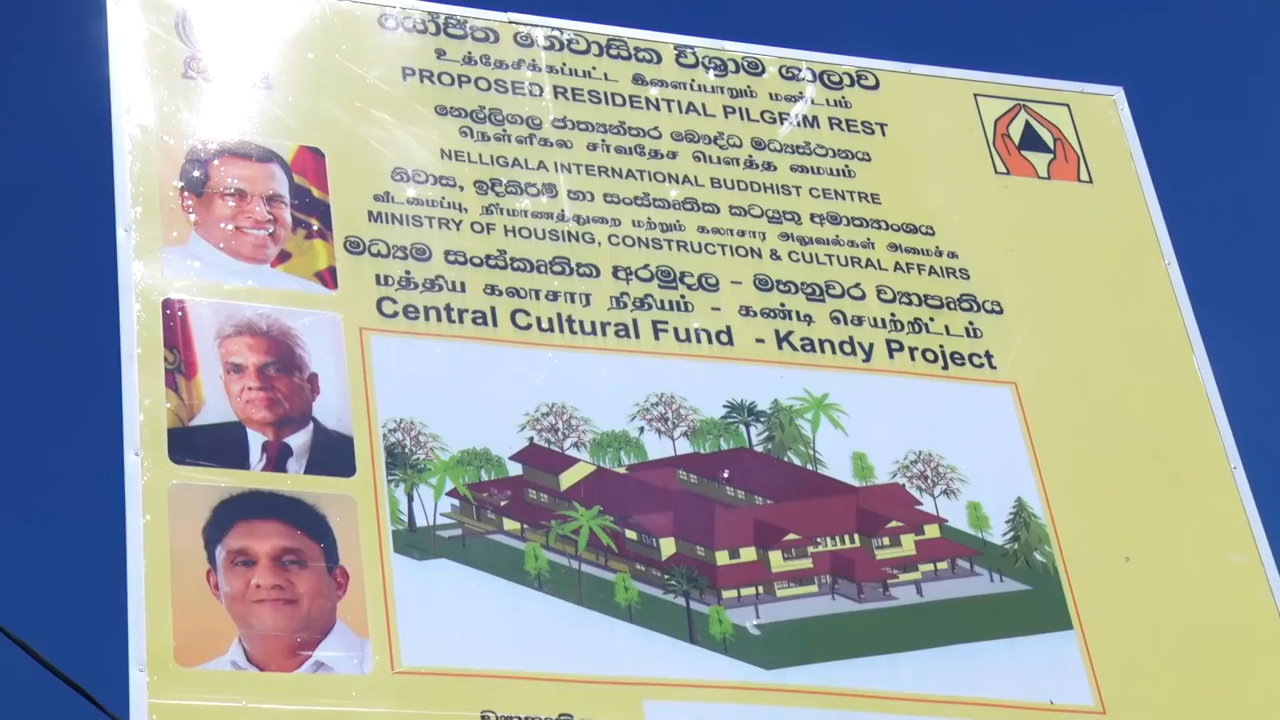 යෝජිත නේවාසික විශ්‍රාම ශාලාව
உத்தேசிக்கப்பட்ட இளைப்பாறும் மண்டபம்
PROPOSED RESIDENTIAL PILGRIM REST
නෙල්ලිගල ජාත්‍යන්තර බෞද්ධ මධ්‍යස්ථානය
நெள்ளிகல சர்வதேச பௌத்த மையம்
NELLIGALA INTERNATIONAL BUDDHIST CENTRE
නිවාස, ඉදිකිරීම් හා සංස්කෘතික කටයුතු අමාත්‍යාංශය
வீடமைப்பு, நிர்மாணத்துறை மற்றும் கலாசார அலுவல்கள் அமைச்சு
MINISTRY OF HOUSING, CONSTRUCTION & CULTURAL AFFAIRS
මධ්‍යම සංස්කෘතික අරමුදල – මහනුවර ව්‍යාපෘතිය
மத்திய கலாசார நிதியம் - கண்டி செயற்றிட்டம்
Central Cultural Fund - Kandy Project